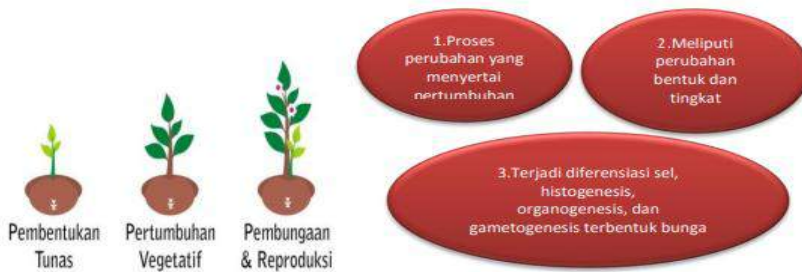 Pembentukan
Tunas
Pertumbuhan
Vegetatif
Pembungaan
& Reproduksi
1.Proses
perubahan yang
menyertai
pertumbuhan
2.Meliputi
perubahan
bentuk dan
tingkat
3.Terjadi diferensiasi sel,
histogenesis,
organogenesis, dan
gametogenesis terbentuk bunga